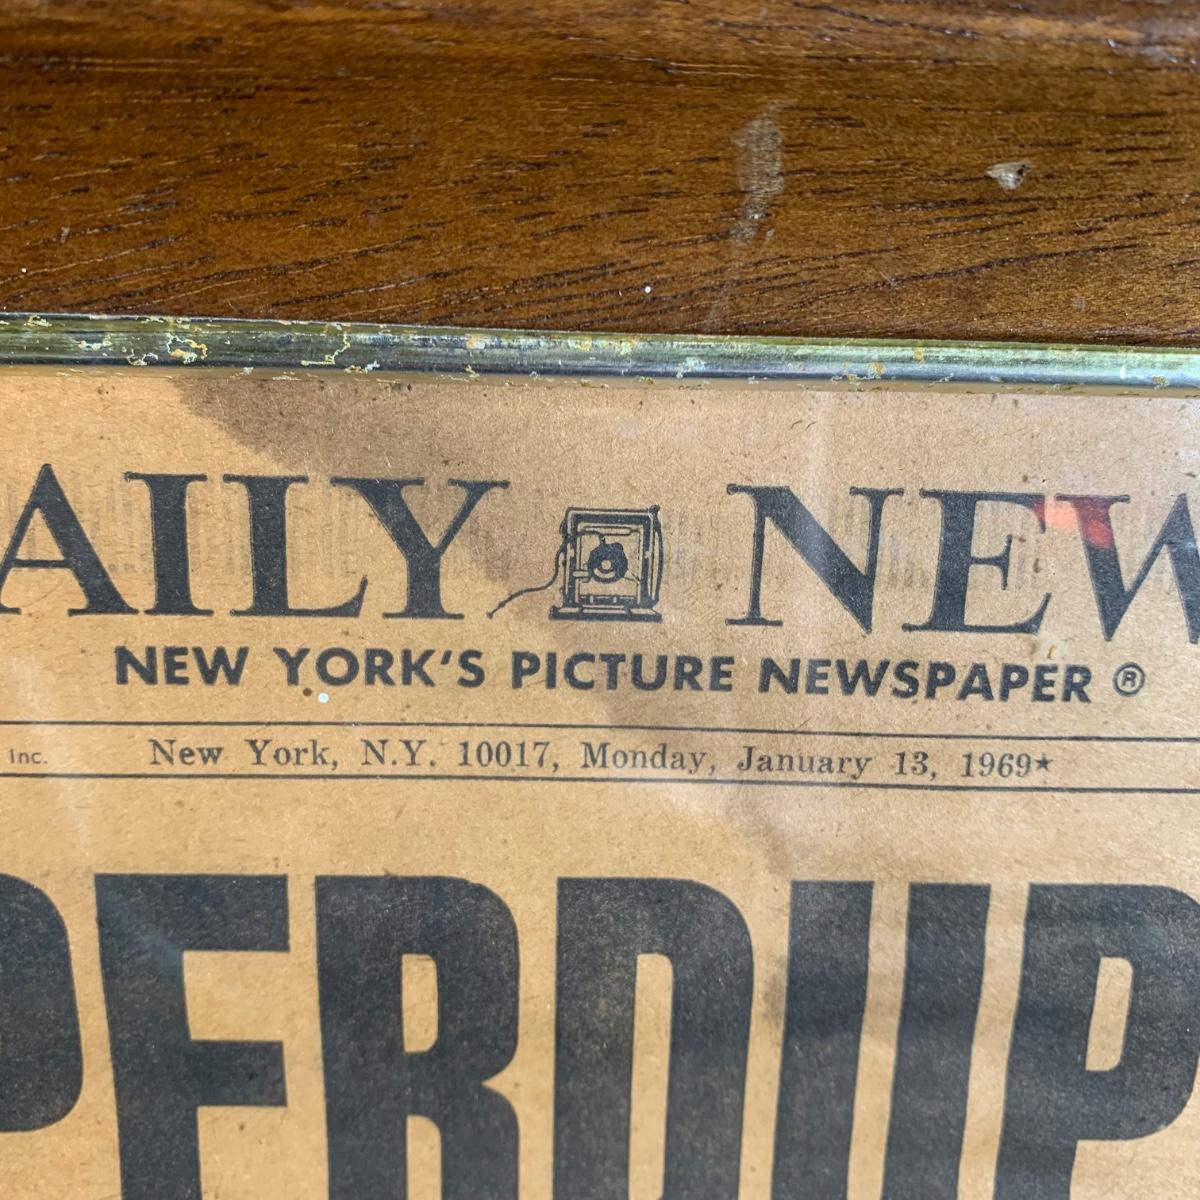 AILY NEW
NEW YORK'S PICTURE NEWSPAPER ®
Inc. New York, N.Y. 10017, Monday, January 13, 1969★
PERDUP